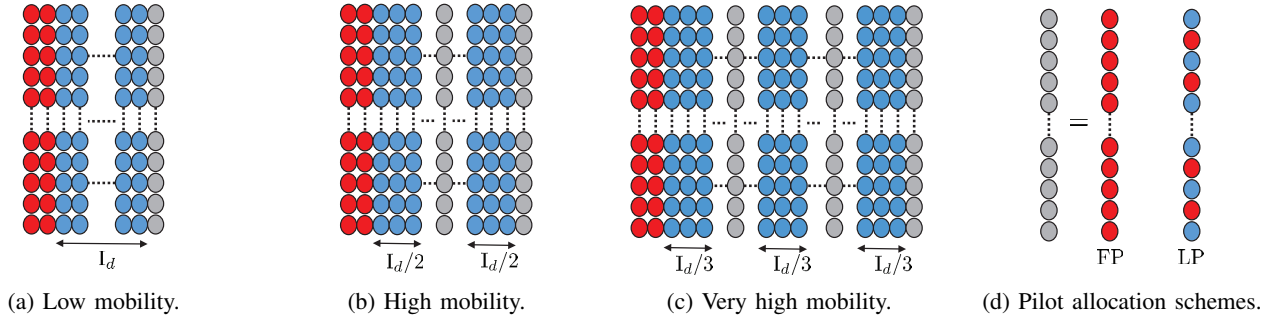 I_d
I_d/2 I_d/2
I_d/3 I_d/3 I_d/3
=
FP LP
(a) Low mobility.
(b) High mobility.
(c) Very high mobility.
(d) Pilot allocation schemes.